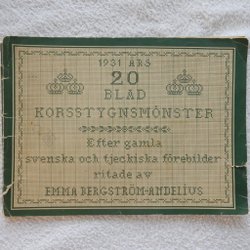 1931 ÅRS
20
BLAD
KORSSTYGNSMÖNSTER
Efter gamla
svenska och tjeckiska förebilder
ritade av
EMMA BERGSTRÖM-ANDELIUS